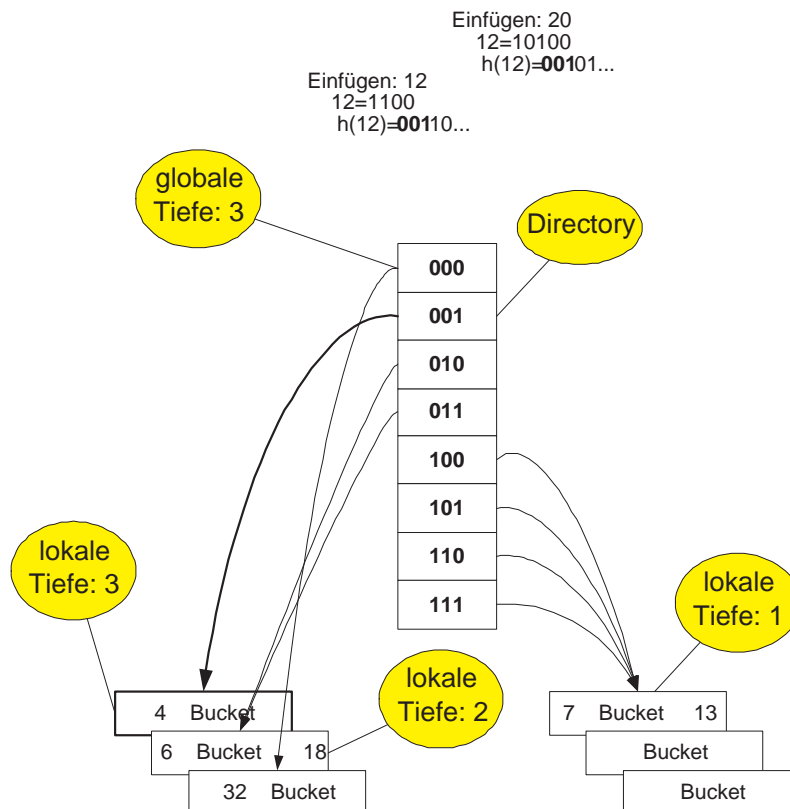 Einfügen: 20
12=10100
h(12)=00101...
Einfügen: 12
12=1100
h(12)=00110...
globale
Tiefe: 3
Directory
000
001
010
011
100
101
110
111
lokale
Tiefe: 3
lokale
Tiefe: 1
lokale
Tiefe: 2
4 Bucket
6 Bucket 18
32 Bucket
7 Bucket 13
Bucket
Bucket